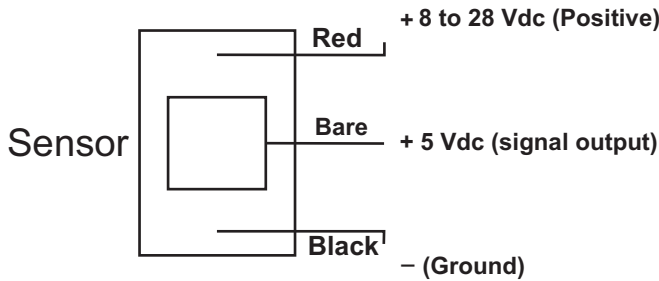 + 8 to 28 Vdc (Positive)
Red
Sensor
Bare
+ 5 Vdc (signal output)
Black
– (Ground)